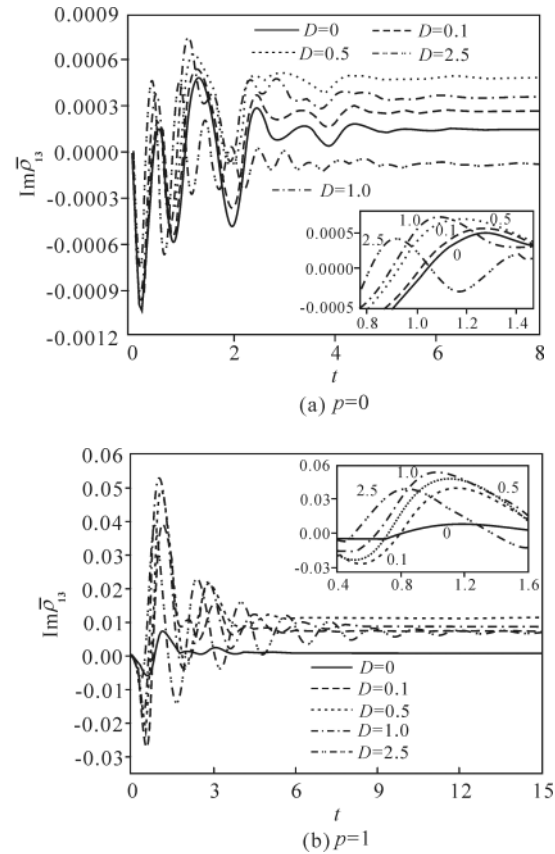 0.0009
0.0006
0.0003
0.0000
-0.0003
-0.0006
-0.0009
-0.0012
Im ρ̅₁₃
D=0
D=0.1
D=0.5
D=2.5
D=1.0
0.0005
0.0000
-0.0005
2.5
1.0
0.1
0.5
0
0.8 1.0 1.2 1.4
0 2 4 6 8
t
(a) p=0
0.06
0.05
0.04
0.03
0.02
0.01
0.00
-0.01
-0.02
-0.03
Im ρ̅₁₃
0.06
0.03
0.00
-0.03
2.5
1.0
0.5
0
0.1
0.4 0.8 1.2 1.6
D=0
D=0.1
D=0.5
D=1.0
D=2.5
0 3 6 9 12 15
t
(b) p=1